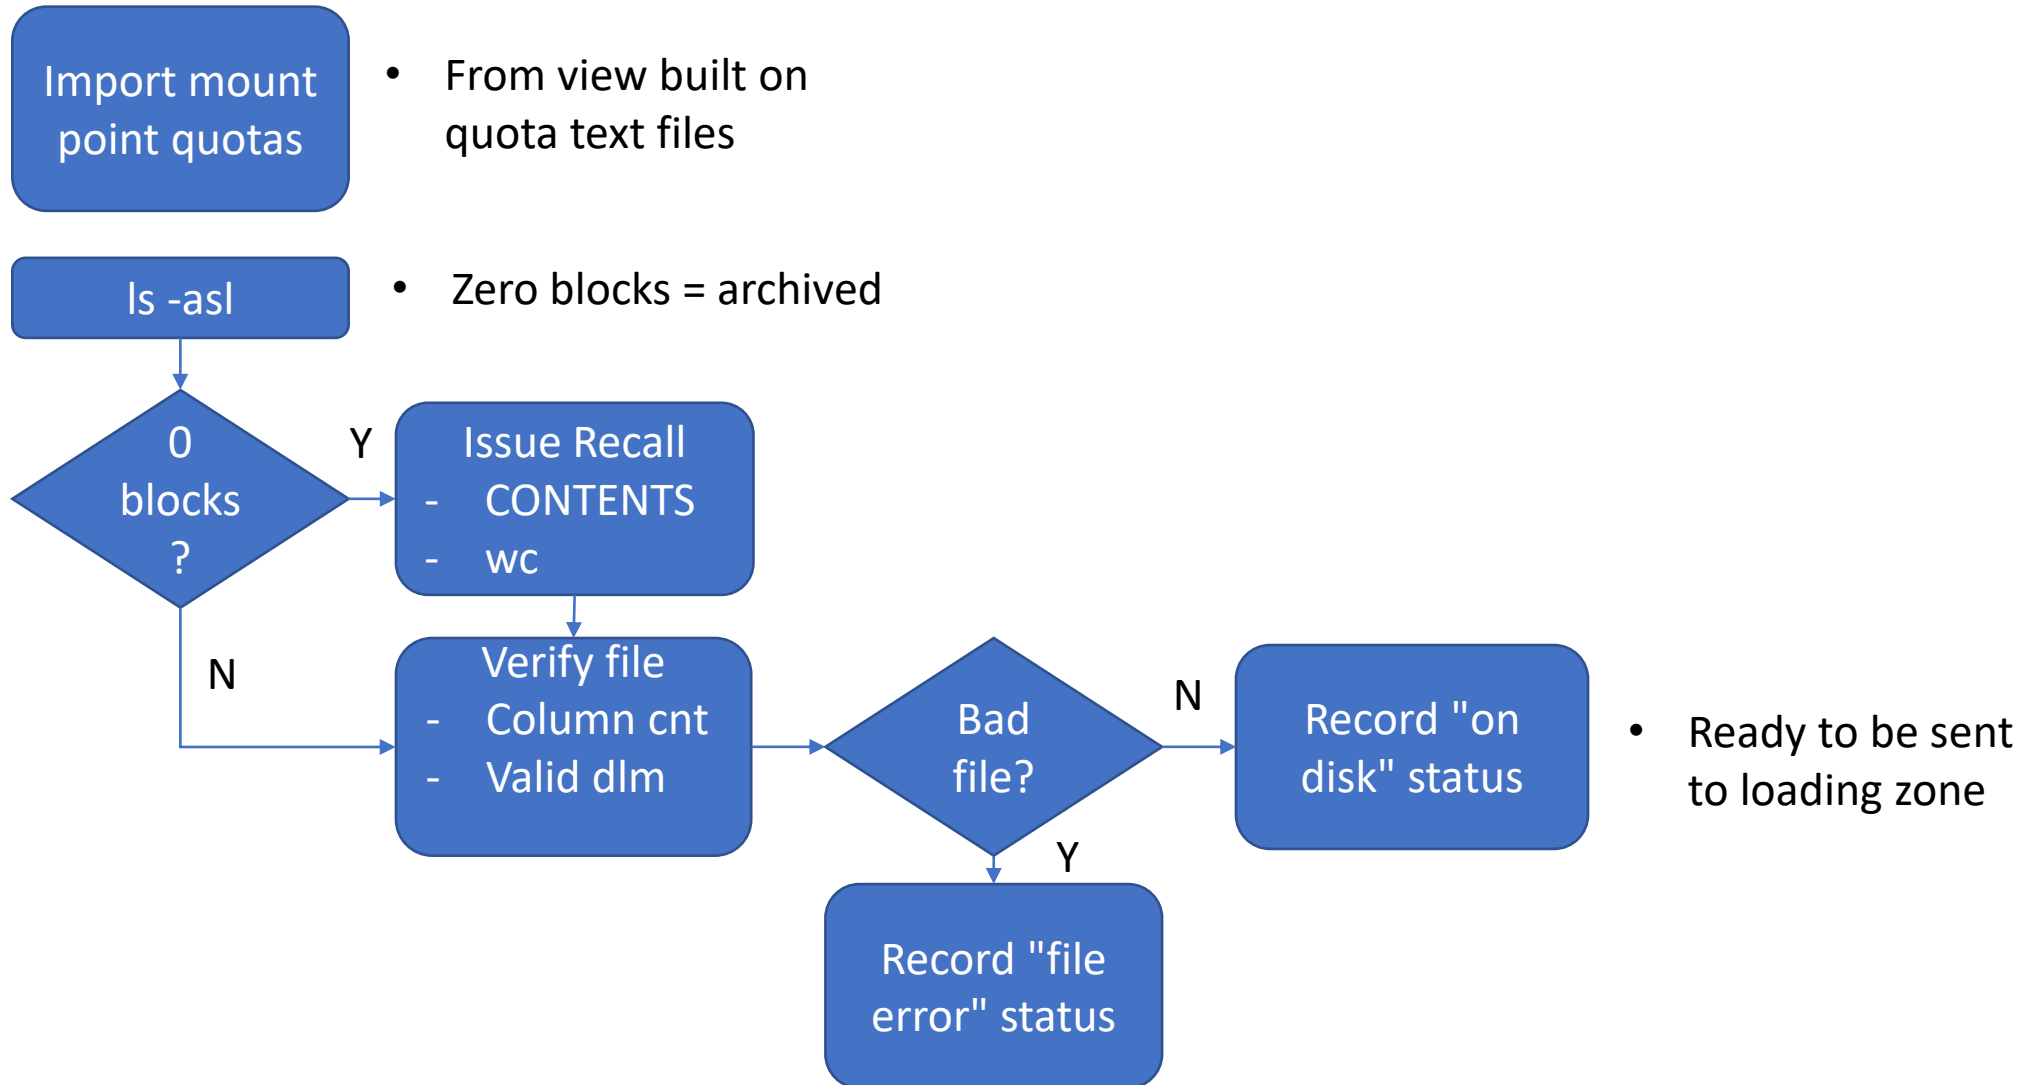 Import mount
point quotas
• From view built on
quota text files
ls -asl
• Zero blocks = archived
0
blocks
?
Y
Issue Recall
- CONTENTS
- wc
N
Verify file
- Column cnt
- Valid dlm
Bad
file?
N
Record "on
disk" status
• Ready to be sent
to loading zone
Y
Record "file
error" status